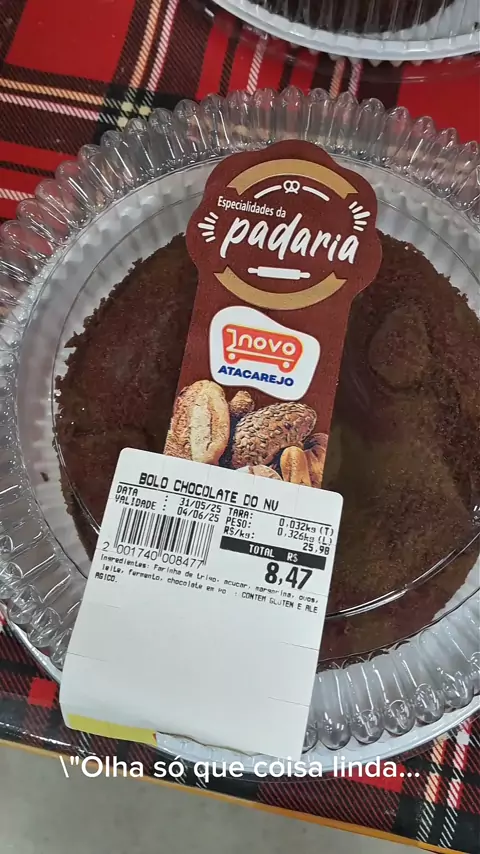 Especialidades da
padaria
novo
ATACAREJO
BOLO CHOCOLATE DO NV
DATA : 31/05/25 TARA: 0.032kg (T)
VALIDADE : 04/06/25 PESO: 0.326kg (L)
R$/kg: 25,98
TOTAL R$
8,47
2 001740 008477
Ingredientes: Farinha de trigo, açucar, margarina, ovos,
leite, fermento, chocolate em po : CONTEM GLUTEN E ALE
RGICO.
\"Olha só que coisa linda...